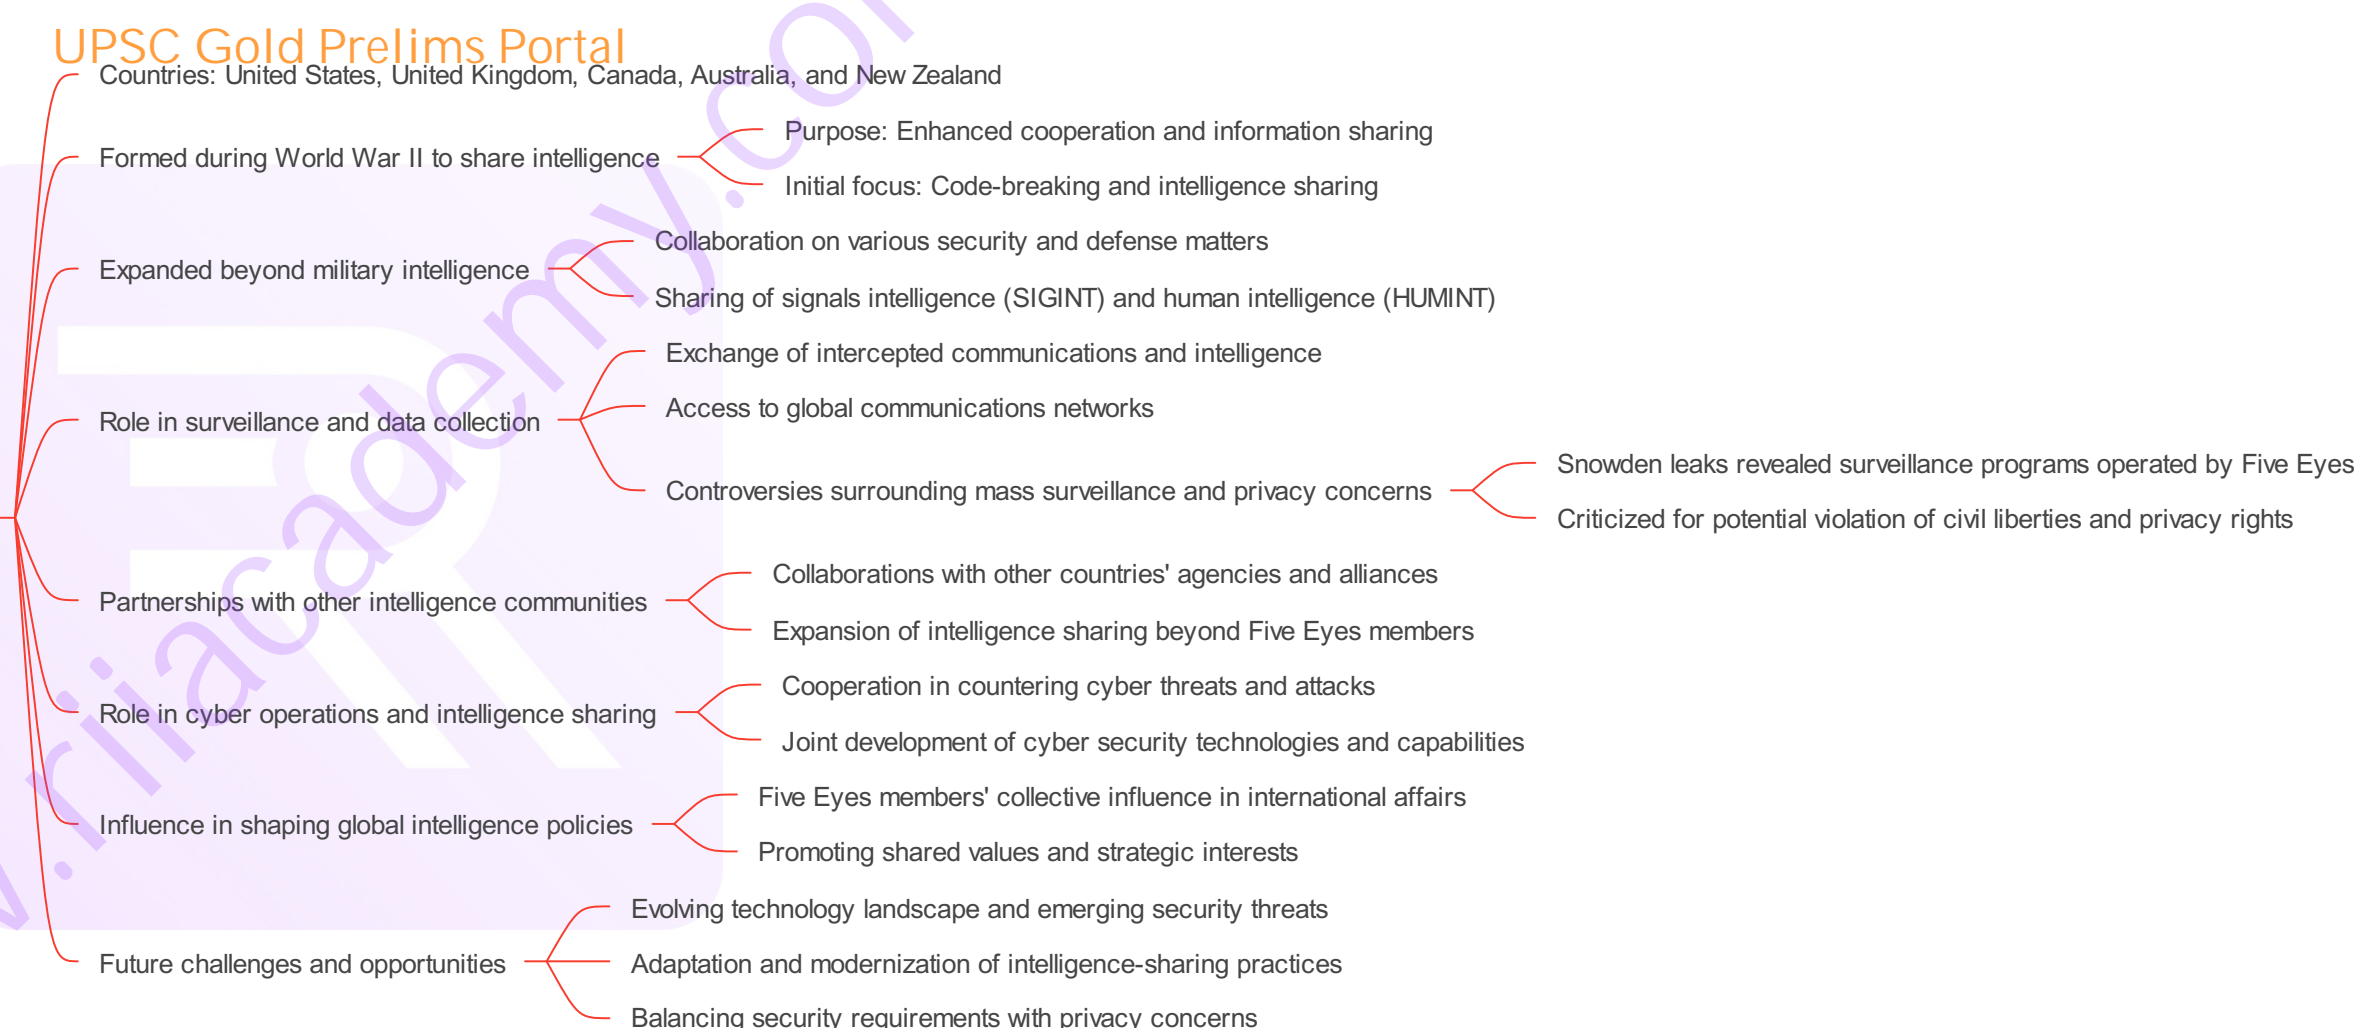 UPSC Gold Prelims Portal
Countries: United States, United Kingdom, Canada, Australia, and New Zealand
Formed during World War II to share intelligence
Purpose: Enhanced cooperation and information sharing
Initial focus: Code-breaking and intelligence sharing
Expanded beyond military intelligence
Collaboration on various security and defense matters
Sharing of signals intelligence (SIGINT) and human intelligence (HUMINT)
Role in surveillance and data collection
Exchange of intercepted communications and intelligence
Access to global communications networks
Controversies surrounding mass surveillance and privacy concerns
Snowden leaks revealed surveillance programs operated by Five Eyes
Criticized for potential violation of civil liberties and privacy rights
Partnerships with other intelligence communities
Collaborations with other countries' agencies and alliances
Expansion of intelligence sharing beyond Five Eyes members
Role in cyber operations and intelligence sharing
Cooperation in countering cyber threats and attacks
Joint development of cyber security technologies and capabilities
Influence in shaping global intelligence policies
Five Eyes members' collective influence in international affairs
Promoting shared values and strategic interests
Future challenges and opportunities
Evolving technology landscape and emerging security threats
Adaptation and modernization of intelligence-sharing practices
Balancing security requirements with privacy concerns